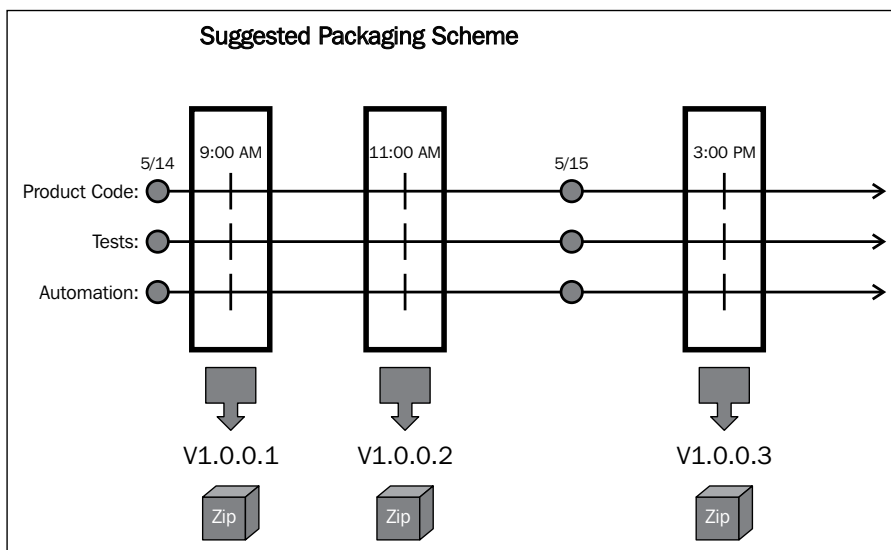 Suggested Packaging Scheme
5/14 9:00 AM 11:00 AM 5/15 3:00 PM
Product Code:
Tests:
Automation:
V1.0.0.1 V1.0.0.2 V1.0.0.3
Zip Zip Zip